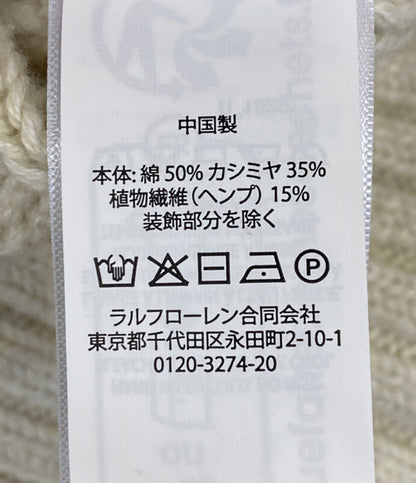 中国製
本体: 綿 50% カシミヤ 35%
植物繊維（ヘンプ）15%
装飾部分を除く
P
ラルフローレン合同会社
東京都千代田区永田町2-10-1
0120-3274-20